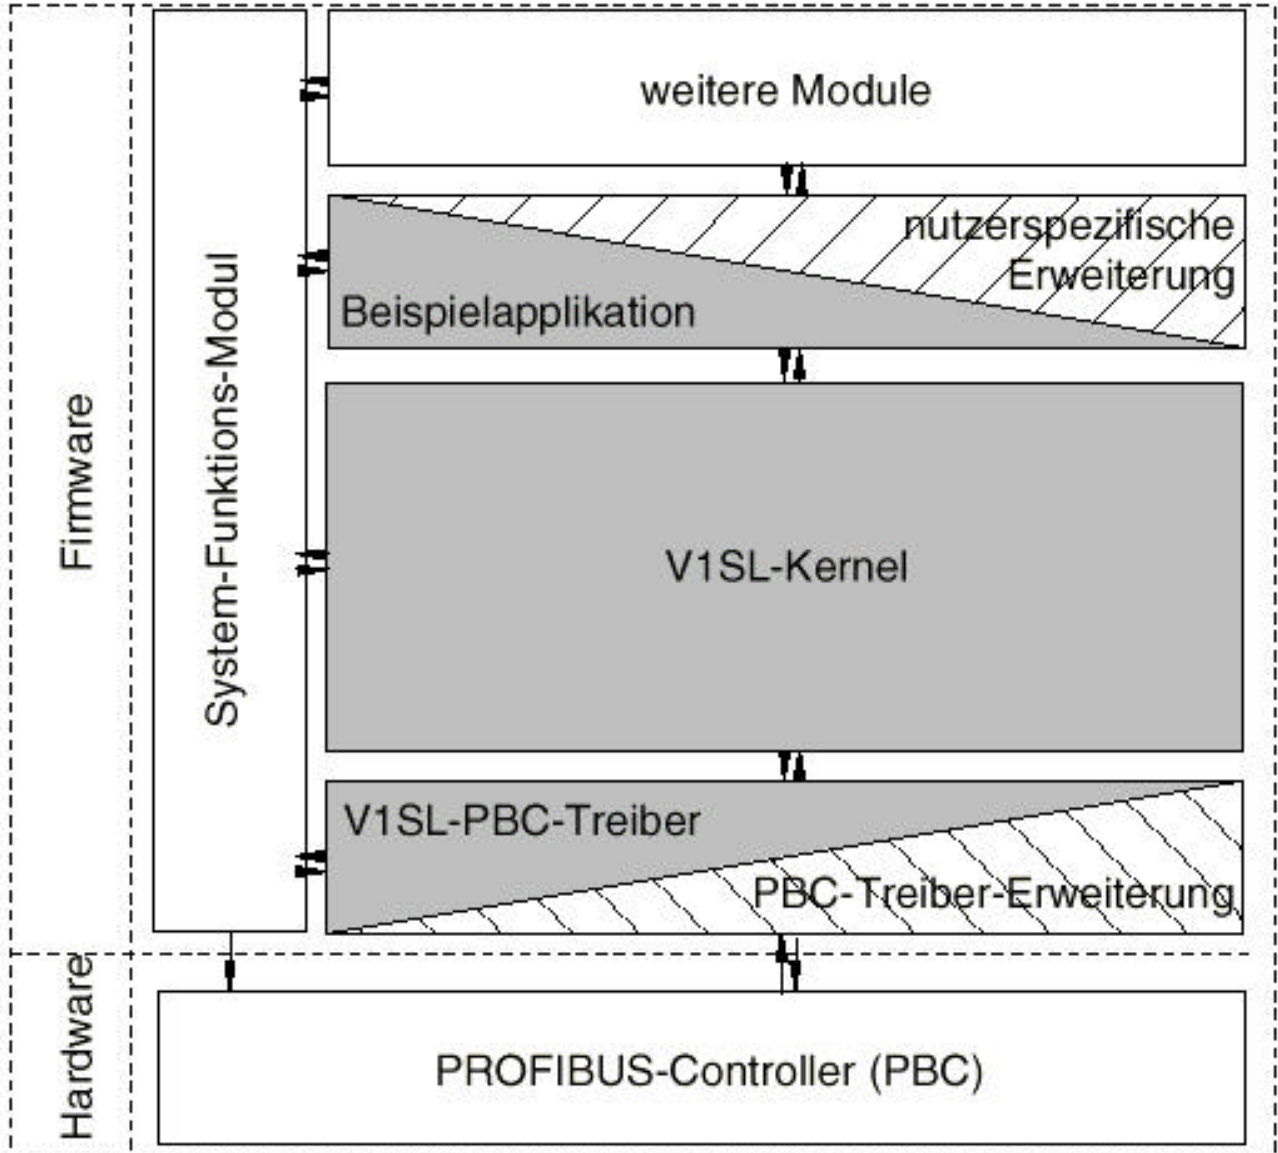 Firmware
System-Funktions-Modul
weitere Module
nutzerspezifische
Erweiterung
Beispielapplikation
V1SL-Kernel
V1SL-PBC-Treiber
PBC-Treiber-Erweiterung
Hardware
PROFIBUS-Controller (PBC)